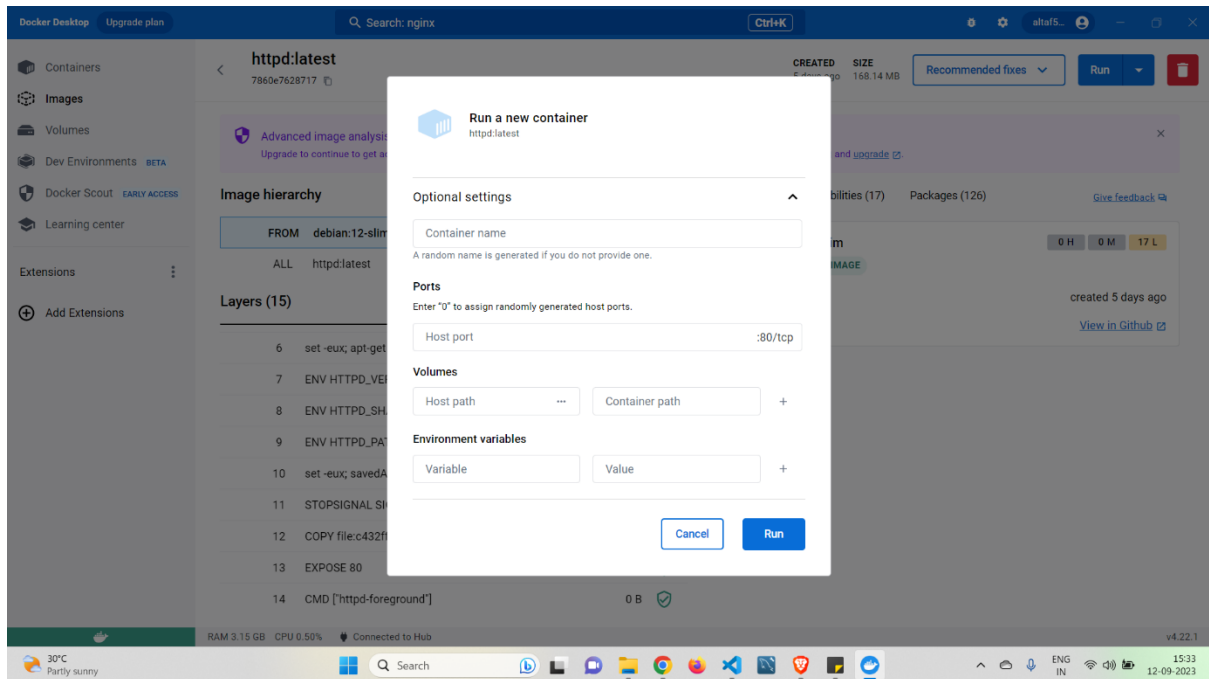 Docker Desktop Upgrade plan Search: nginx Ctrl+K altaf5...
Containers
Images
Volumes
Dev Environments BETA
Docker Scout EARLY ACCESS
Learning center
Extensions
Add Extensions
httpd:latest
7860e7628717
CREATED SIZE
5 days ago 168.14 MB
Recommended fixes
Run
Advanced image analysis
Upgrade to continue to get
and upgrade
Image hierarchy
FROM debian:12-slim
ALL httpd:latest
Layers (15)
6 set -eux; apt-get
7 ENV HTTPD_VE
8 ENV HTTPD_SH
9 ENV HTTPD_PA
10 set -eux; savedA
11 STOPSIGNAL SI
12 COPY file:c432f
13 EXPOSE 80
14 CMD ["httpd-foreground"] 0 B
bilities (17) Packages (126) Give feedback
im
IMAGE
0 H 0 M 17 L
created 5 days ago
View in Github
Run a new container
httpd:latest
Optional settings
Container name
A random name is generated if you do not provide one.
Ports
Enter "0" to assign randomly generated host ports.
Host port :80/tcp
Volumes
Host path ... Container path +
Environment variables
Variable Value +
Cancel Run
RAM 3.15 GB CPU 0.50% Connected to Hub v4.22.1
30°C
Partly sunny
Search
ENG
IN
15:33
12-09-2023